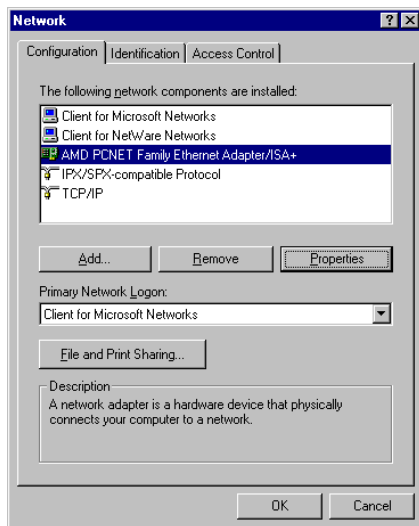 Network
Configuration Identification Access Control
The following network components are installed:
Client for Microsoft Networks
Client for NetWare Networks
AMD PCNET Family Ethernet Adapter/ISA+
IPX/SPX-compatible Protocol
TCP/IP
Add... Remove Properties
Primary Network Logon:
Client for Microsoft Networks
File and Print Sharing...
Description
A network adapter is a hardware device that physically
connects your computer to a network.
OK Cancel